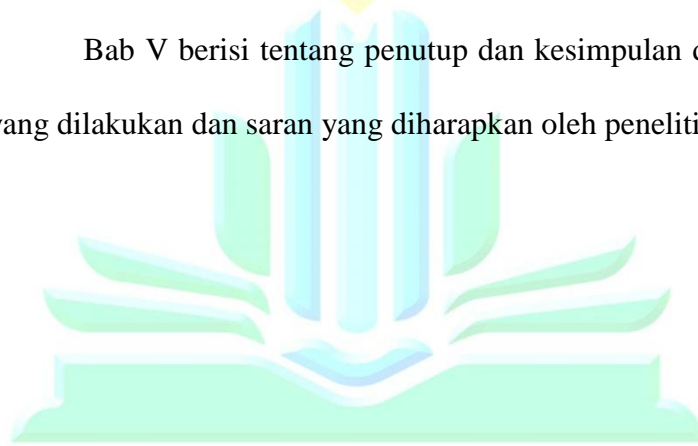 Bab V berisi tentang penutup dan kesimpulan
yang dilakukan dan saran yang diharapkan oleh peneliti